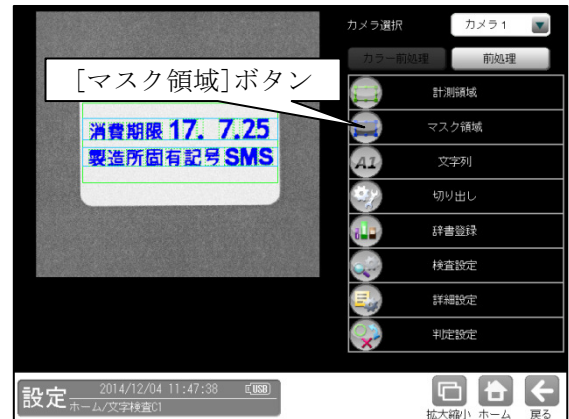 カメラ選択
カメラ1
カラー前処理
前処理
[マスク領域]ボタン
計測領域
マスク領域
文字列
切り出し
辞書登録
検査設定
詳細設定
判定設定
消費期限 17. 7.25
製造所固有記号 SMS
設定
2014/12/04 11:47:38
USB
ホーム/文字検査C1
拡大縮小
ホーム
戻る